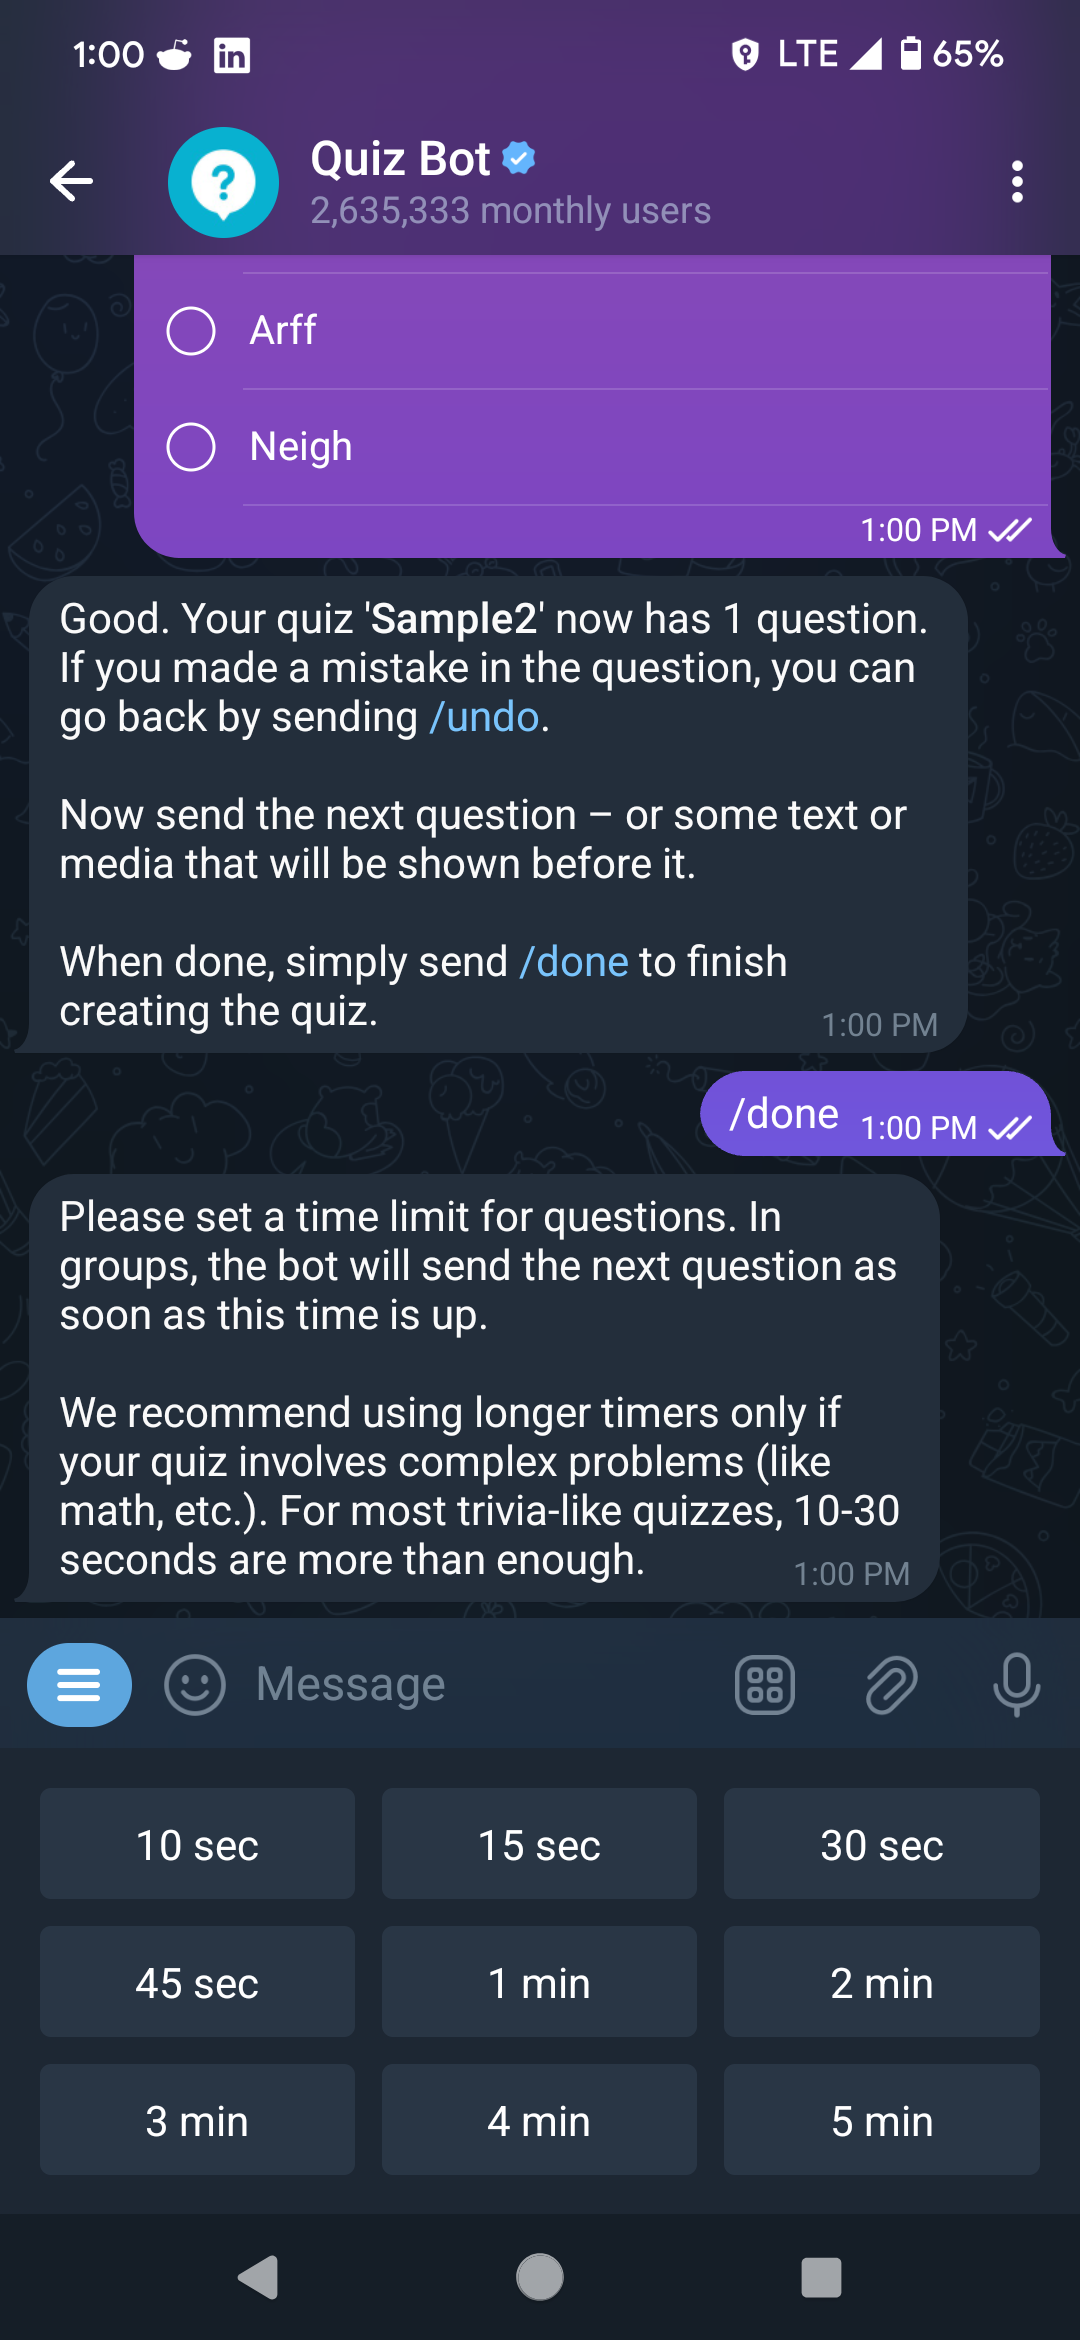 1:00 in LTE 65%
Quiz Bot
2,635,333 monthly users
Arff
Neigh
1:00 PM
Good. Your quiz 'Sample2' now has 1 question.
If you made a mistake in the question, you can
go back by sending /undo.
Now send the next question – or some text or
media that will be shown before it.
When done, simply send /done to finish
creating the quiz.
1:00 PM
/done 1:00 PM
Please set a time limit for questions. In
groups, the bot will send the next question as
soon as this time is up.
We recommend using longer timers only if
your quiz involves complex problems (like
math, etc.). For most trivia-like quizzes, 10-30
seconds are more than enough.
1:00 PM
Message
10 sec 15 sec 30 sec
45 sec 1 min 2 min
3 min 4 min 5 min